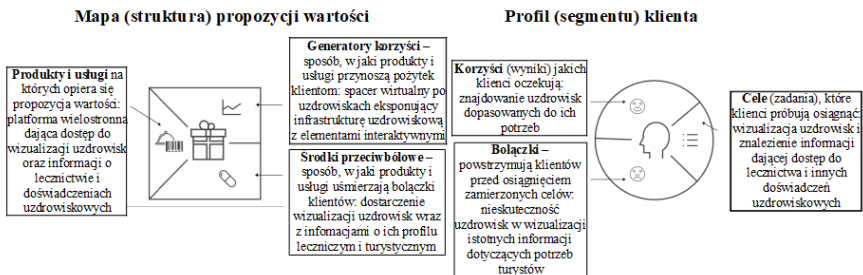 Mapa (struktura) propozycji wartości
Profil (segmentu) klienta
Produkty i usługi na
których opiera się
propozycja wartości:
platforma wielostronna
dająca dostęp do
wizualizacji uzdrowisk
oraz informacji o
lecznictwie i
doświadczeniach
uzdrowiskowych
Generatory korzyści –
sposób, w jaki produkty i
usługi przynoszą pożytek
klientom: spacer wirtualny po
uzdrowiskach eksponujący
infrastrukturę uzdrowiskową
z elementami interaktywnymi
Środki przeciwbólowe –
sposób, w jaki produkty i
usługi uśmierzają bolączki
klientów: dostarczenie
wizualizacji uzdrowisk wraz
z infomacjami o ich profilu
leczniczym i turystycznym
Korzyści (wyniki) jakich
klienci oczekują:
znajdowanie uzdrowisk
dopasowanych do ich
potrzeb
Bolączki –
powstrzymują klientów
przed osiągnięciem
zamierzonych celów:
nieskuteczność
uzdrowisk w wizualizacji
istotnych informacji
dotyczących potrzeb
turystów
Cele (zadania), które
klienci próbują osiągnąć:
wizualizacja uzdrowisk i
znalezienie informacji
dającej dostęp do
lecznictwa i innych
doświadczeń
uzdrowiskowych